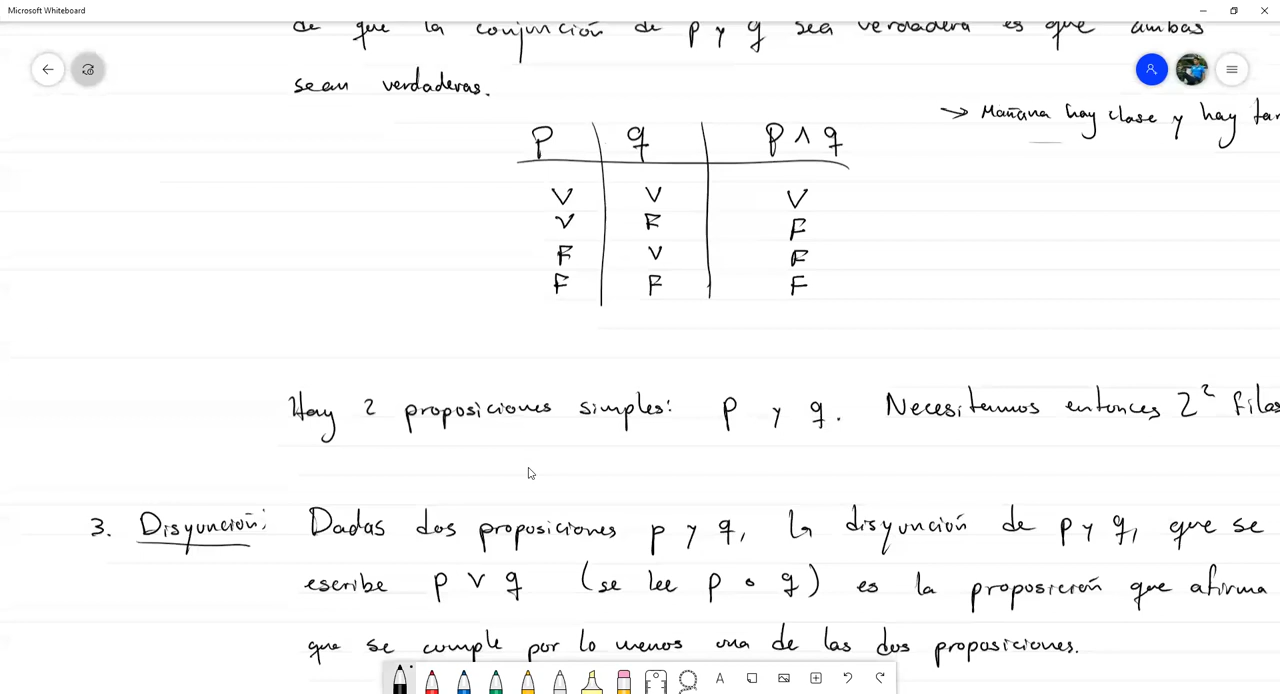 Microsoft Whiteboard
de que la conjunción de p y q sea verdadera es que ambas
sean verdaderas.
→ Mañana hay clase y hay
p q p ∧ q
V V V
V F F
F V F
F F F
Hay 2 proposiciones simples: p y q. Necesitamos entonces 2² filas
3. Disyunción: Dadas dos proposiciones p y q, la disyunción de p y q, que se
escribe p v q (se lee p o q) es la proposición que afirma
que se cumple por lo menos una de las dos proposiciones.
A